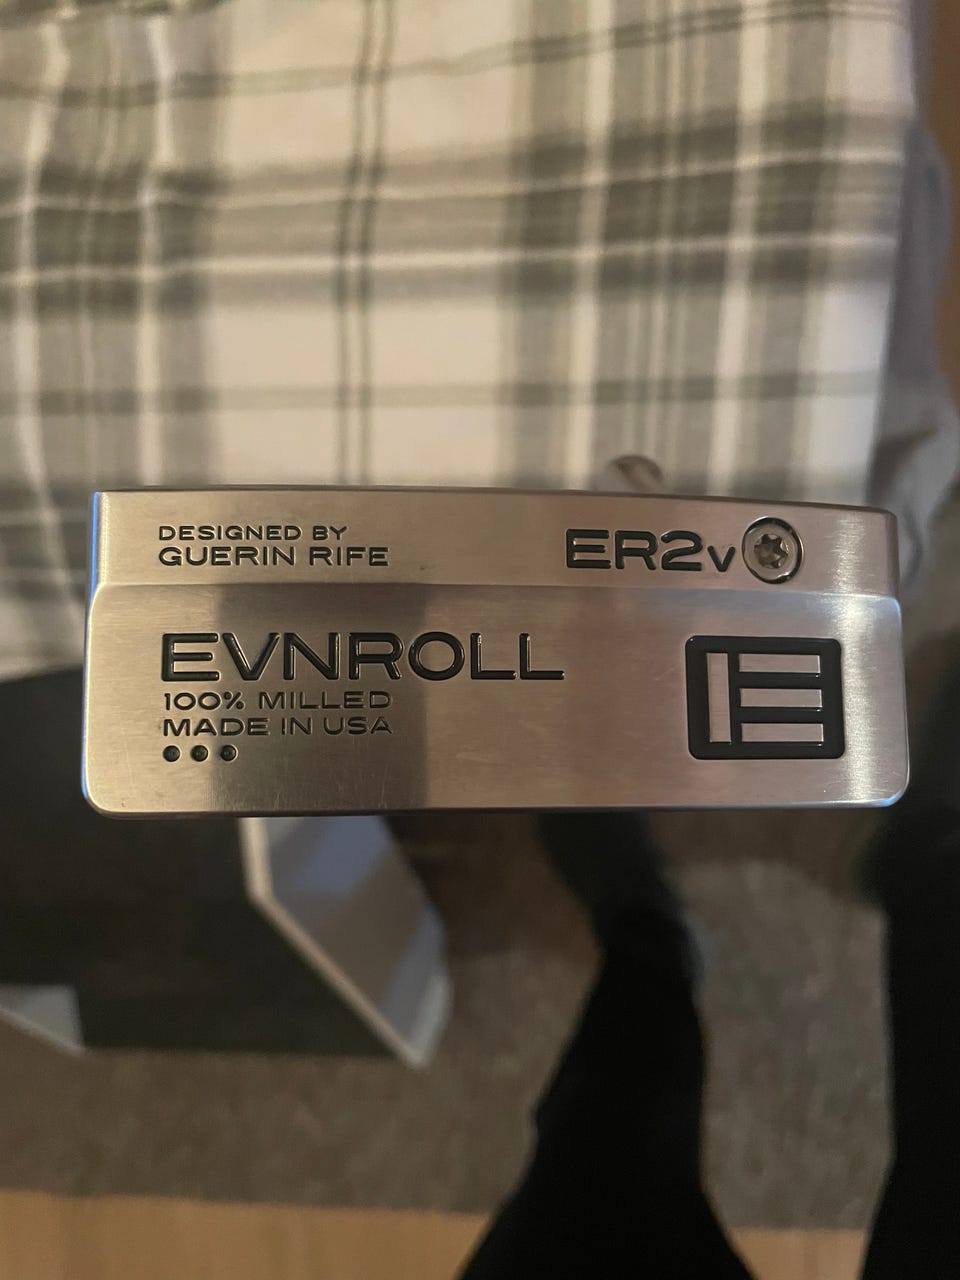 DESIGNED BY
GUERIN RIFE
ER2v
EVNROLL
100% MILLED
MADE IN USA
E